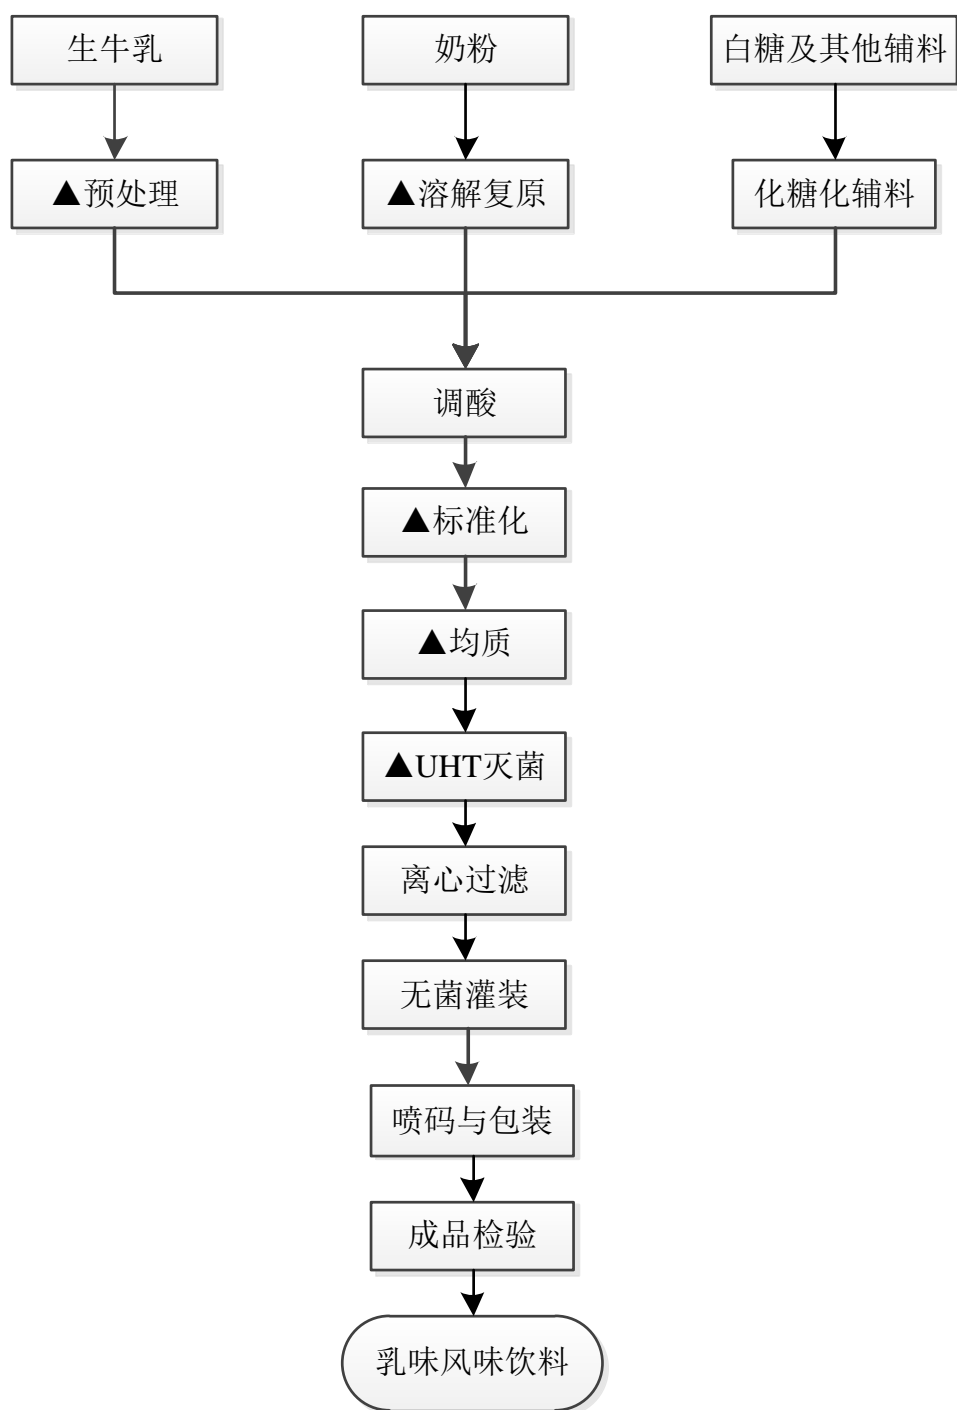 生牛乳
奶粉
白糖及其他辅料
▲预处理
▲溶解复原
化糖化辅料
调酸
▲标准化
▲均质
▲UHT灭菌
离心过滤
无菌灌装
喷码与包装
成品检验
乳味风味饮料